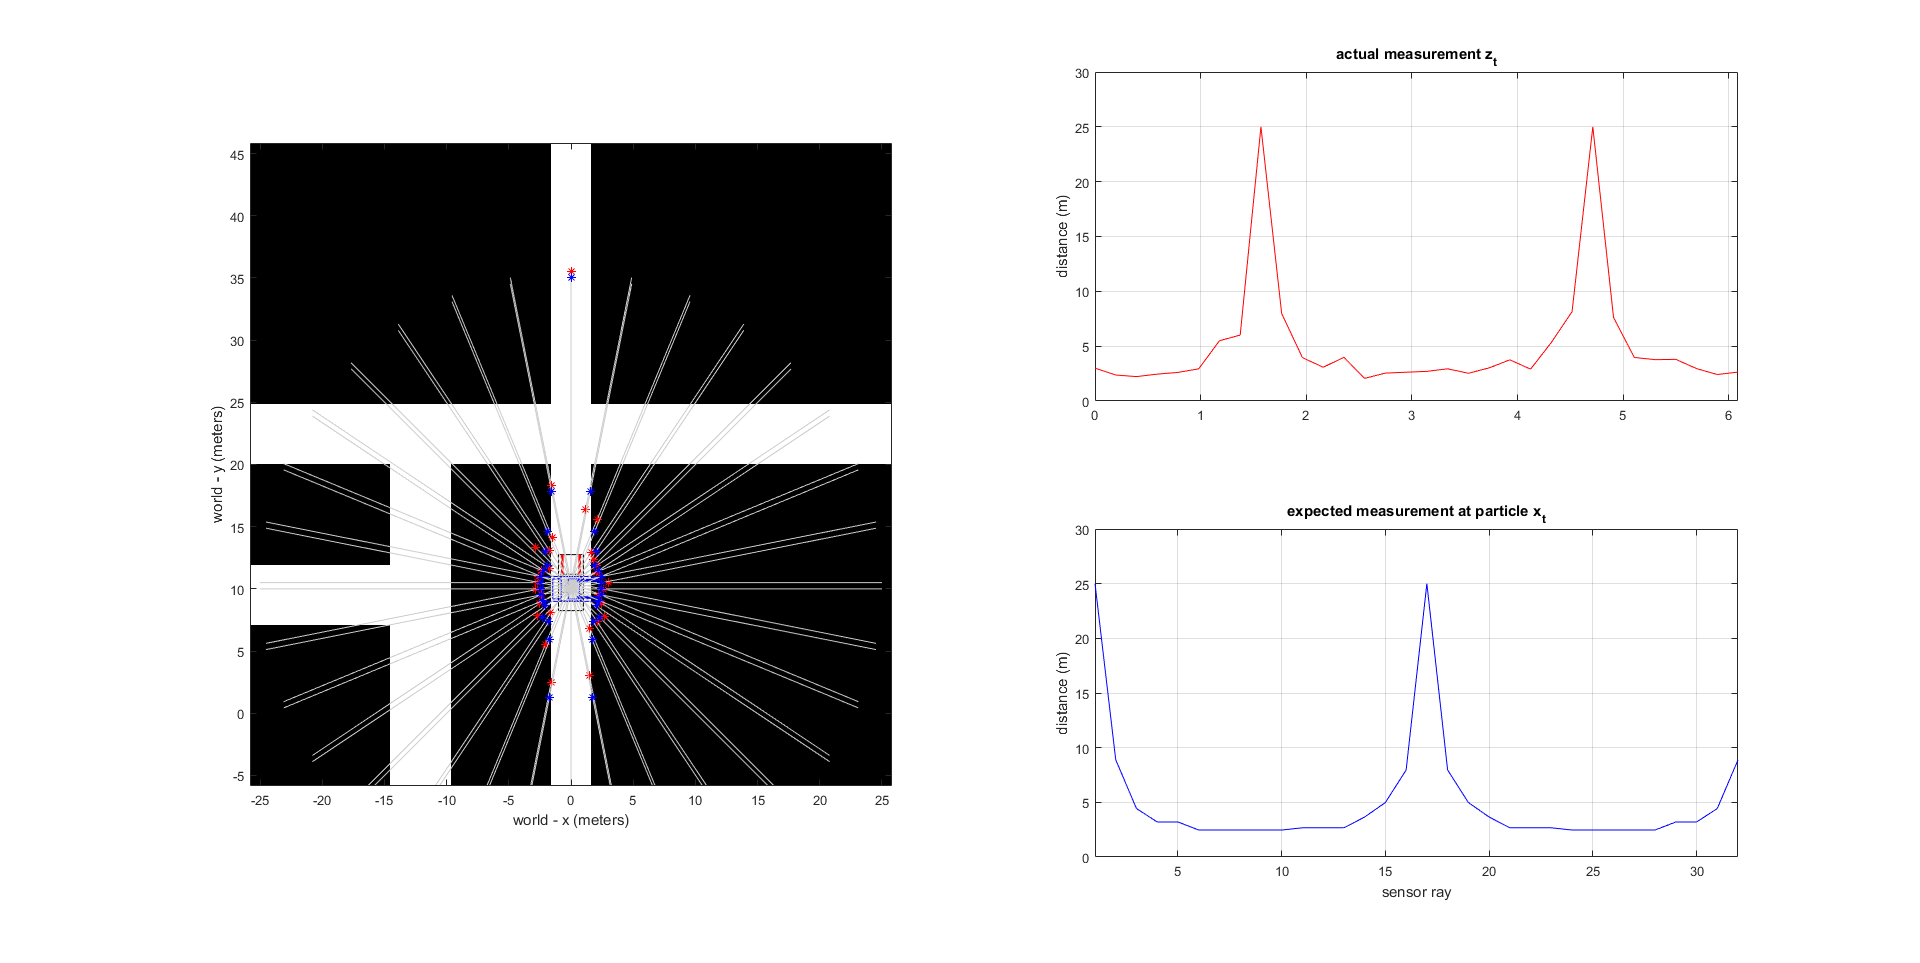 45
40
35
30
25
20
15
10
5
0
-5
world - y (meters)
-25 -20 -15 -10 -5 0 5 10 15 20 25
world - x (meters)
actual measurement z_t
30
25
20
15
10
5
0
distance (m)
0 1 2 3 4 5 6
expected measurement at particle x_t
30
25
20
15
10
5
0
distance (m)
5 10 15 20 25 30
sensor ray